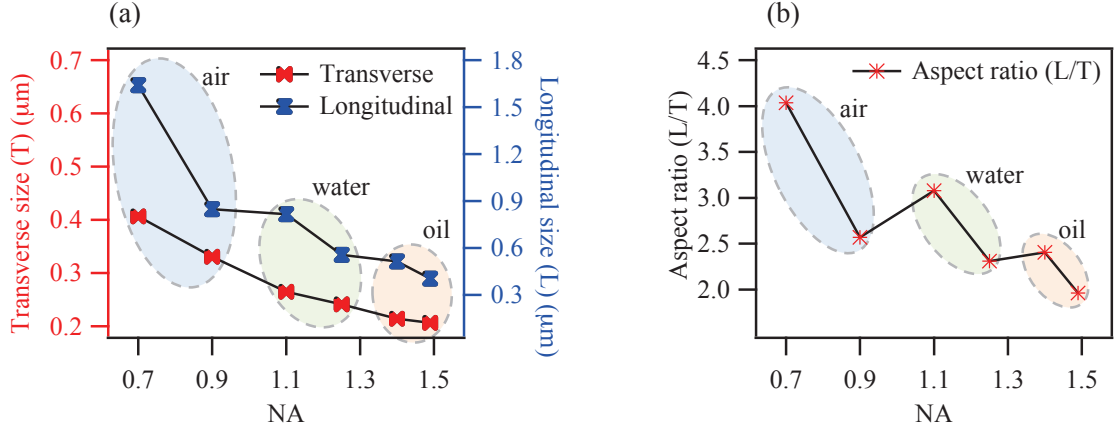 (a)
Transverse size (T) (μm)
0.7
0.6
0.5
0.4
0.3
0.2
air
water
oil
Transverse
Longitudinal
1.8
1.5
1.2
0.9
0.6
0.3
Longitudinal size (L) (μm)
0.7 0.9 1.1 1.3 1.5
NA
(b)
Aspect ratio (L/T)
4.5
4.0
3.5
3.0
2.5
2.0
Aspect ratio (L/T)
air
water
oil
0.7 0.9 1.1 1.3 1.5
NA